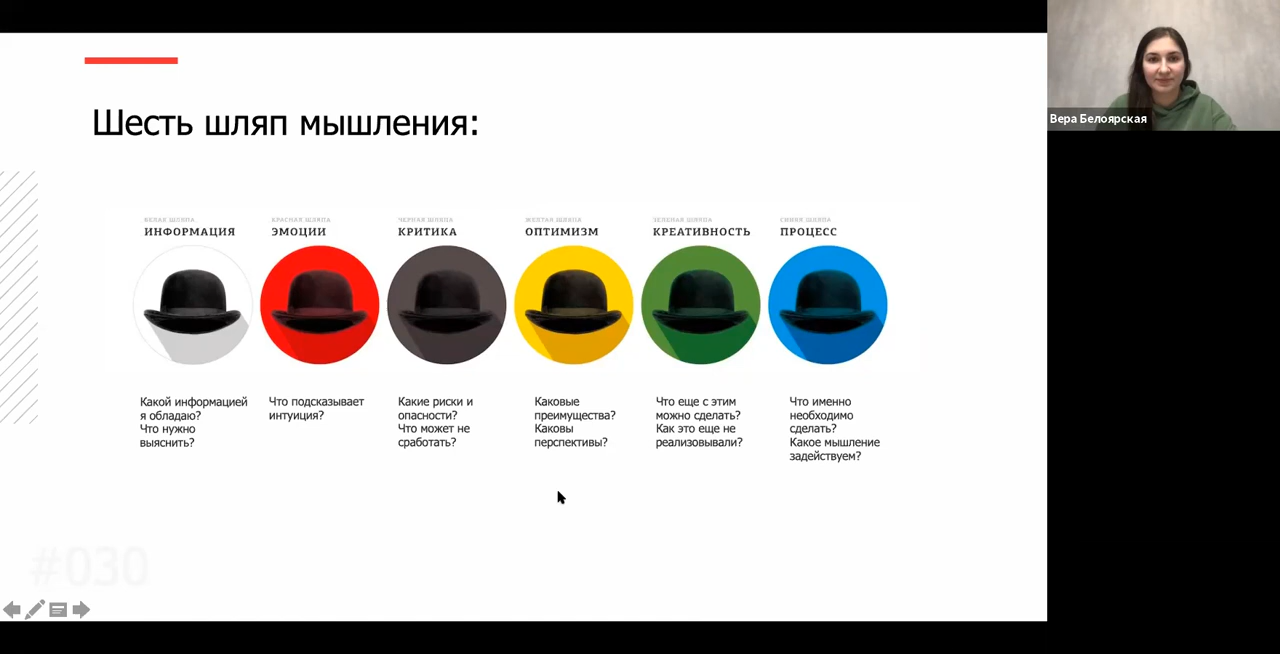 Шесть шляп мышления:
БЕЛАЯ ШЛЯПА
ИНФОРМАЦИЯ
Какой информацией
я обладаю?
Что нужно
выяснить?
КРАСНАЯ ШЛЯПА
ЭМОЦИИ
Что подсказывает
интуиция?
ЧЕРНАЯ ШЛЯПА
КРИТИКА
Какие риски и
опасности?
Что может не
сработать?
ЖЕЛТАЯ ШЛЯПА
ОПТИМИЗМ
Каковые
преимущества?
Каковы
перспективы?
ЗЕЛЕНАЯ ШЛЯПА
КРЕАТИВНОСТЬ
Что еще с этим
можно сделать?
Как это еще не
реализовывали?
СИНЯЯ ШЛЯПА
ПРОЦЕСС
Что именно
необходимо
сделать?
Какое мышление
задействуем?
#030
Вера Белоярская